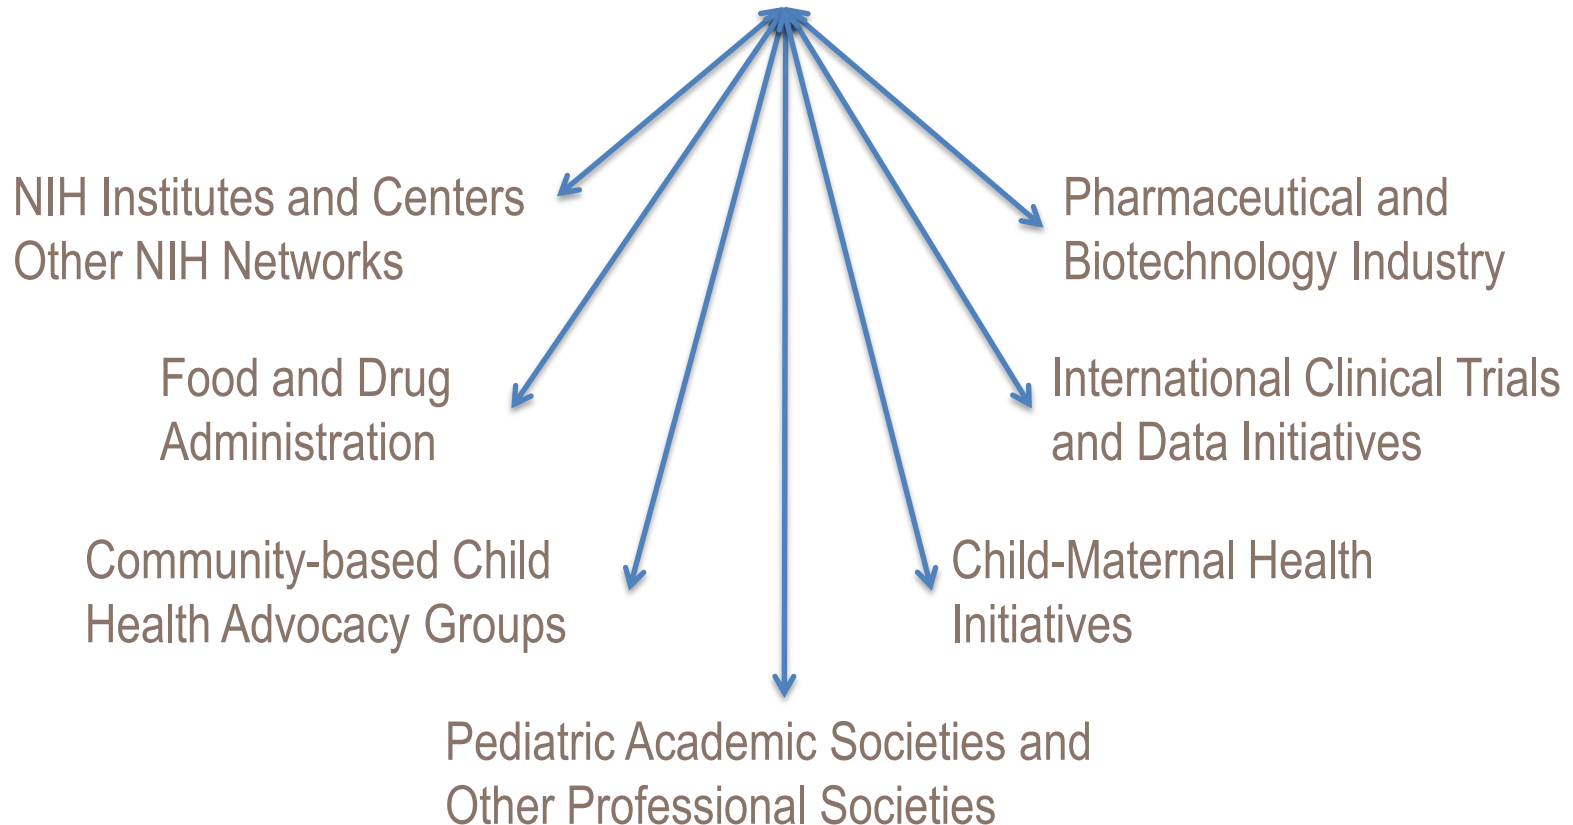 NIH Institutes and Centers
Other NIH Networks
Pharmaceutical and
Biotechnology Industry
Food and Drug
Administration
International Clinical Trials
and Data Initiatives
Community-based Child
Health Advocacy Groups
Child-Maternal Health
Initiatives
Pediatric Academic Societies and
Other Professional Societies